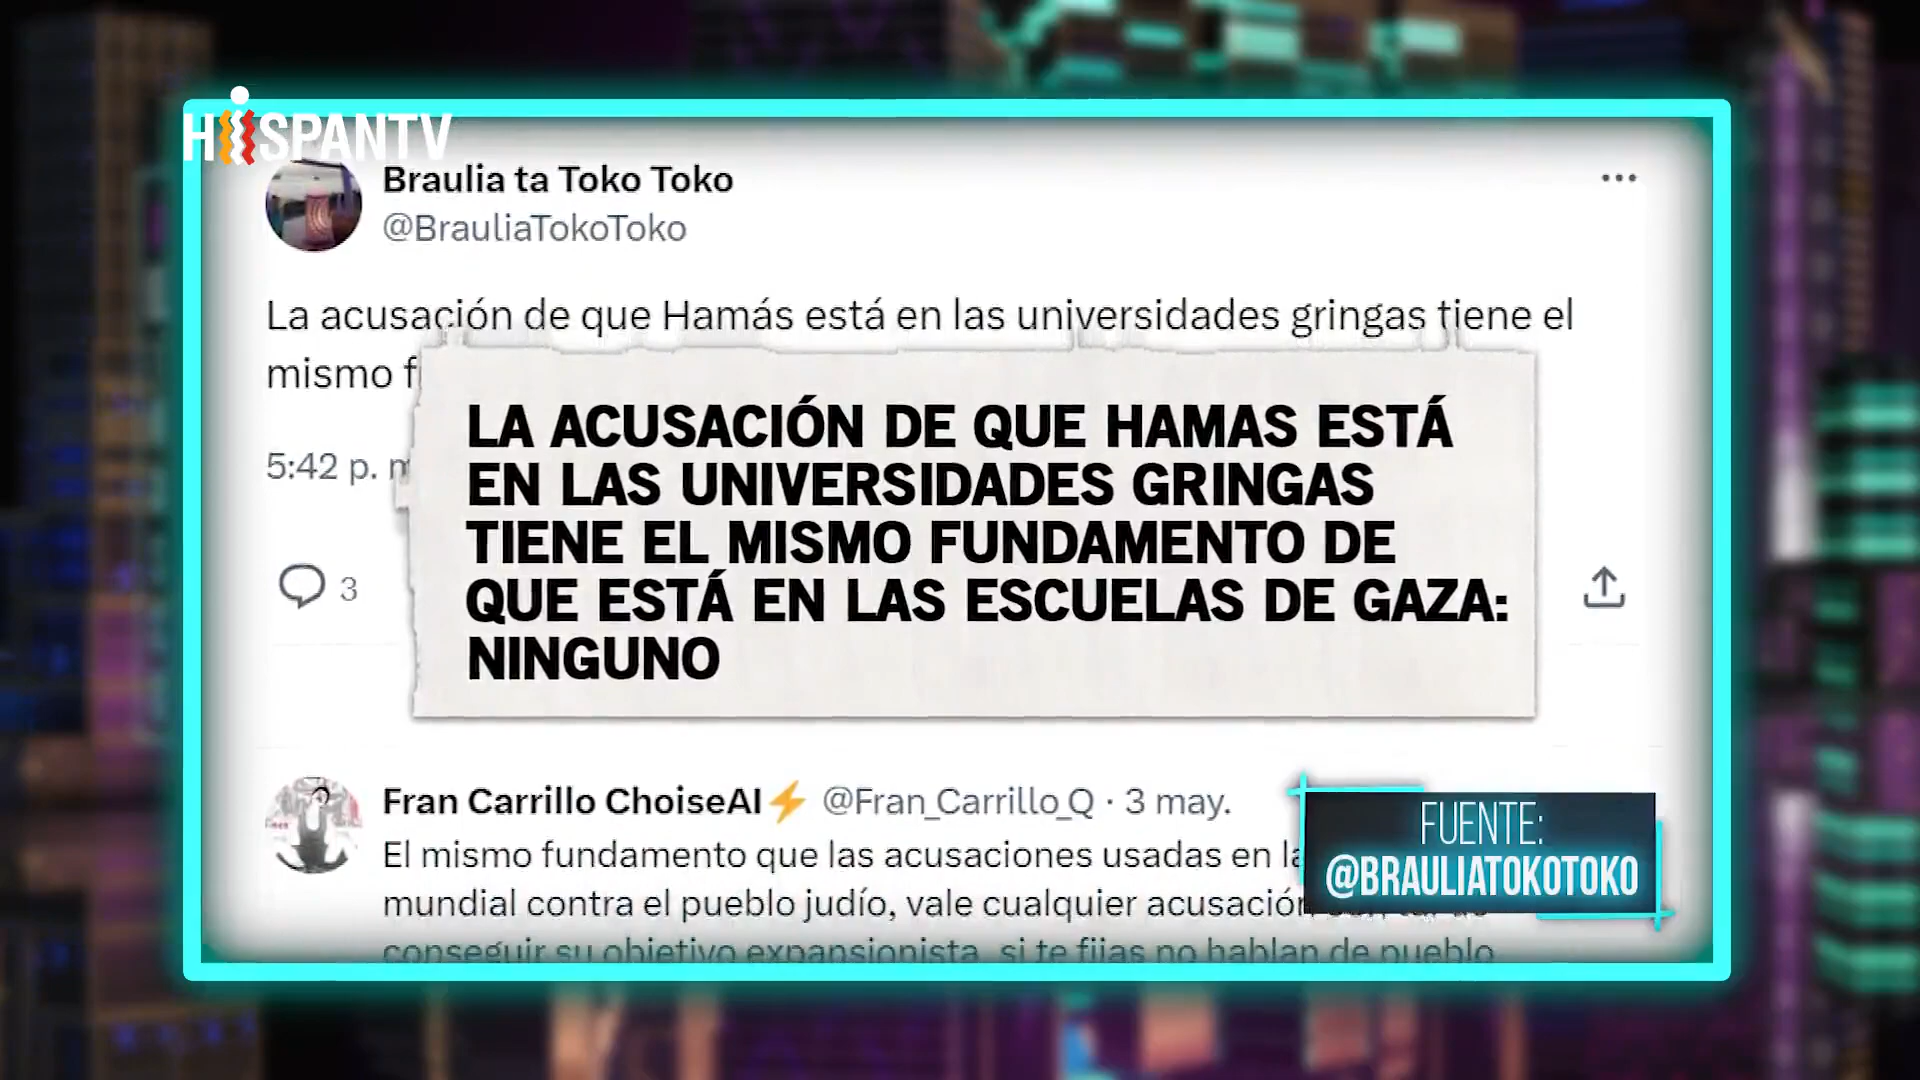 HISPANTV
Braulia ta Toko Toko
@BrauliaTokoToko
La acusación de que Hamás está en las universidades gringas tiene el
mismo
5:42 p.
LA ACUSACIÓN DE QUE HAMAS ESTÁ
EN LAS UNIVERSIDADES GRINGAS
TIENE EL MISMO FUNDAMENTO DE
QUE ESTÁ EN LAS ESCUELAS DE GAZA:
NINGUNO
3
Fran Carrillo ChoiseAI⚡ @Fran_Carrillo_Q · 3 may.
El mismo fundamento que las acusaciones usadas en la
mundial contra el pueblo judío, vale cualquier acusación
conseguir su objetivo expansionista, si te fijas no hablan de pueblo
FUENTE:
@BRAULIATOKOTOKO